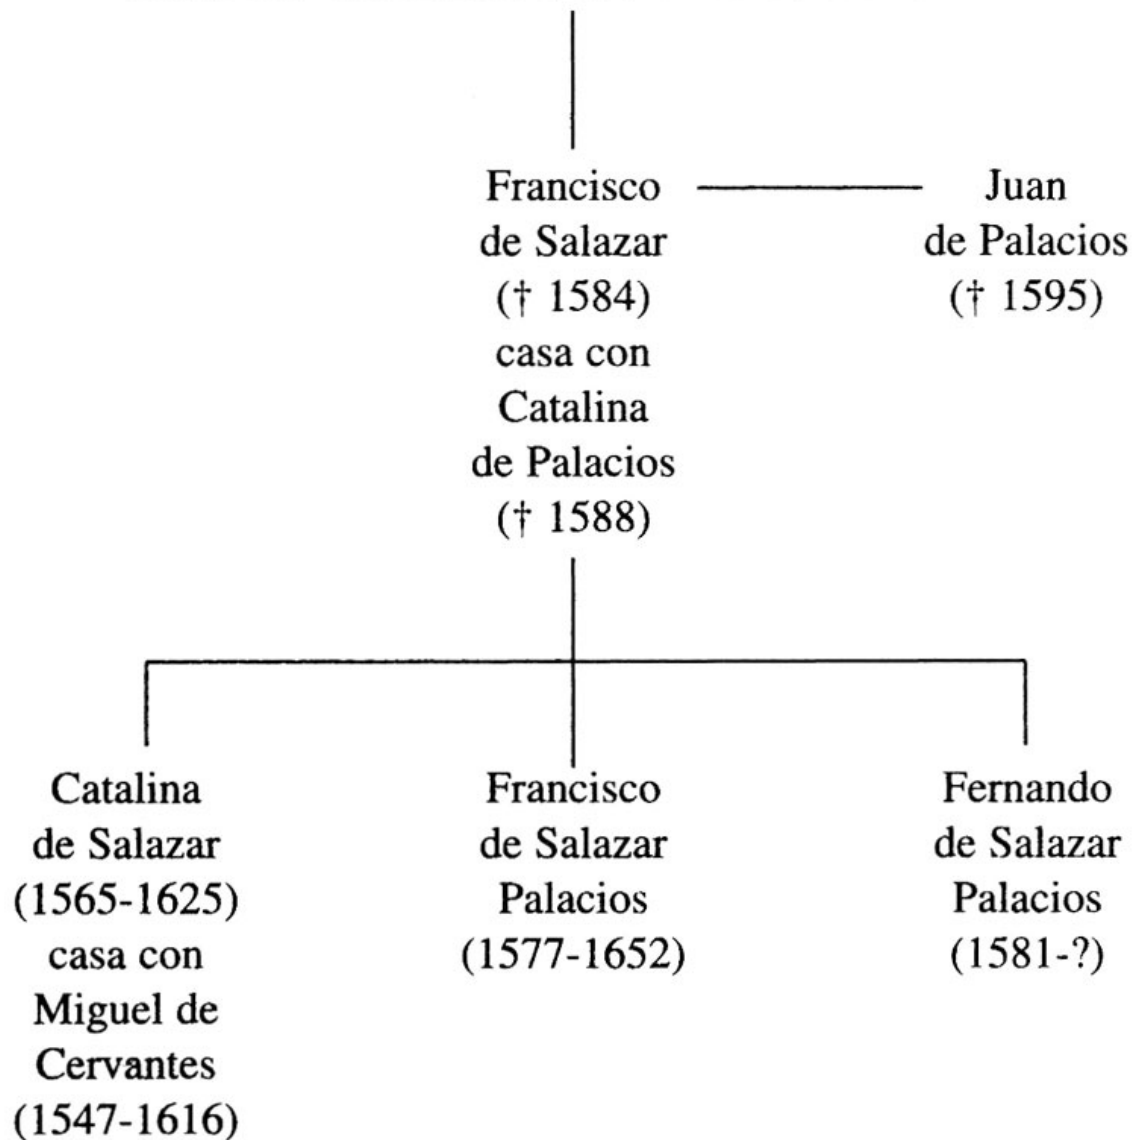 Francisco
de Salazar
(† 1584)
casa con
Catalina
de Palacios
(† 1588)
Juan
de Palacios
(† 1595)
Catalina
de Salazar
(1565-1625)
casa con
Miguel de
Cervantes
(1547-1616)
Francisco
de Salazar
Palacios
(1577-1652)
Fernando
de Salazar
Palacios
(1581-?)